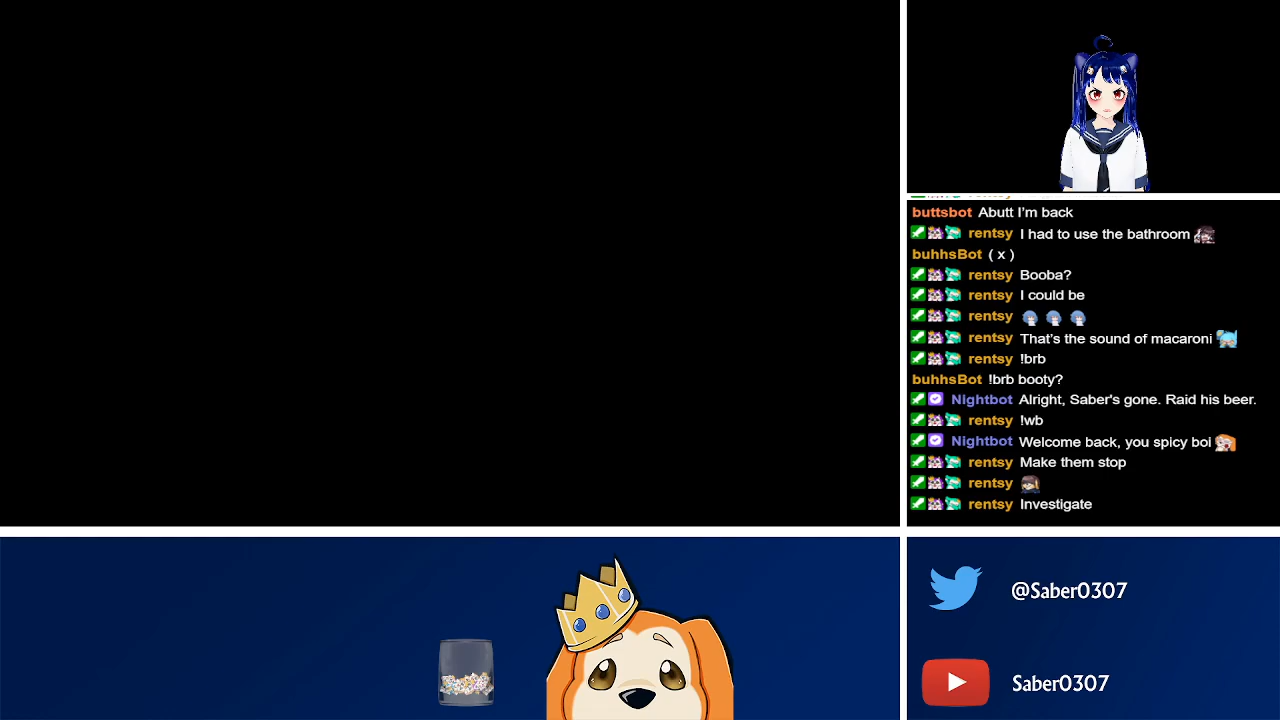 buttsbot Abutt I'm back
rentsy I had to use the bathroom
buhhsBot ( x )
rentsy Booba?
rentsy I could be
rentsy
rentsy That's the sound of macaroni
rentsy !brb
buhhsBot !brb booty?
Nightbot Alright, Saber's gone. Raid his beer.
rentsy !wb
Nightbot Welcome back, you spicy boi
rentsy Make them stop
rentsy
rentsy Investigate
@Saber0307
Saber0307